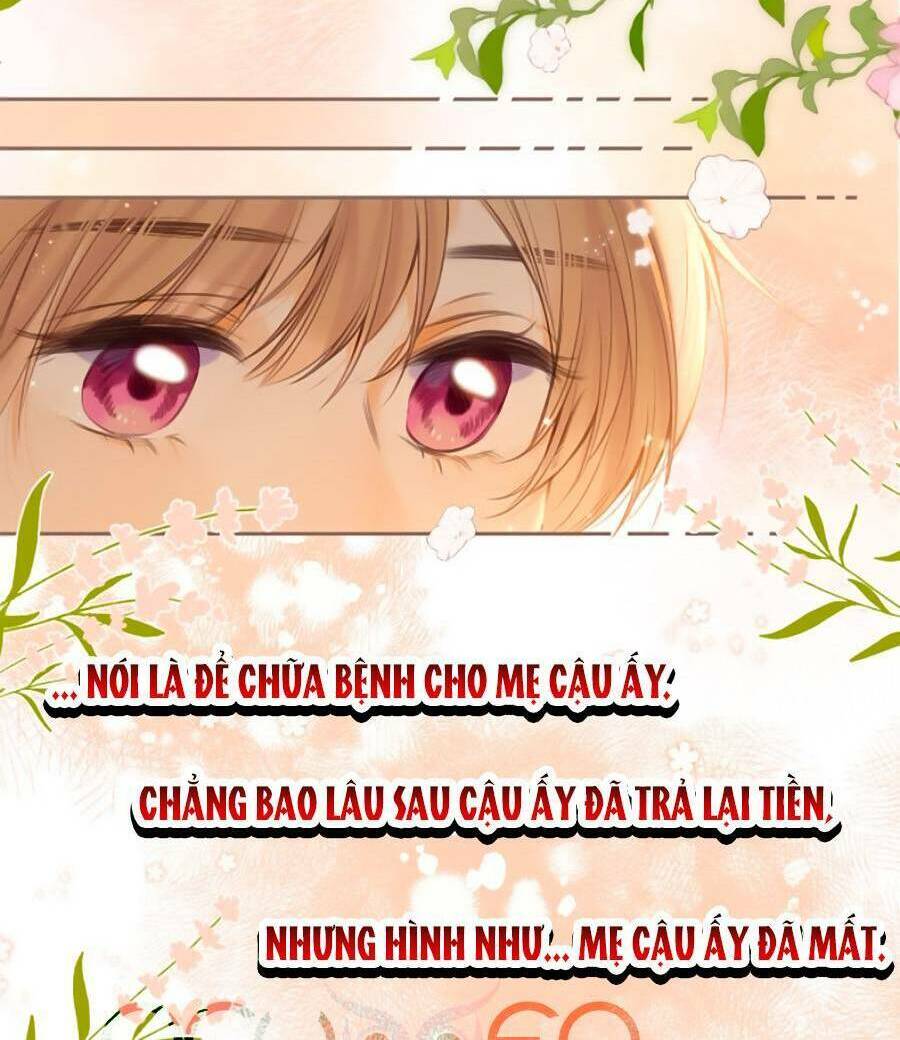 ... NÓI LÀ ĐỂ CHỮA BỆNH CHO MẸ CẬU ẤY.
CHẲNG BAO LÂU SAU CẬU ẤY ĐÃ TRẢ LẠI TIỀN,
NHƯNG HÌNH NHƯ... MẸ CẬU ẤY ĐÃ MẤT.